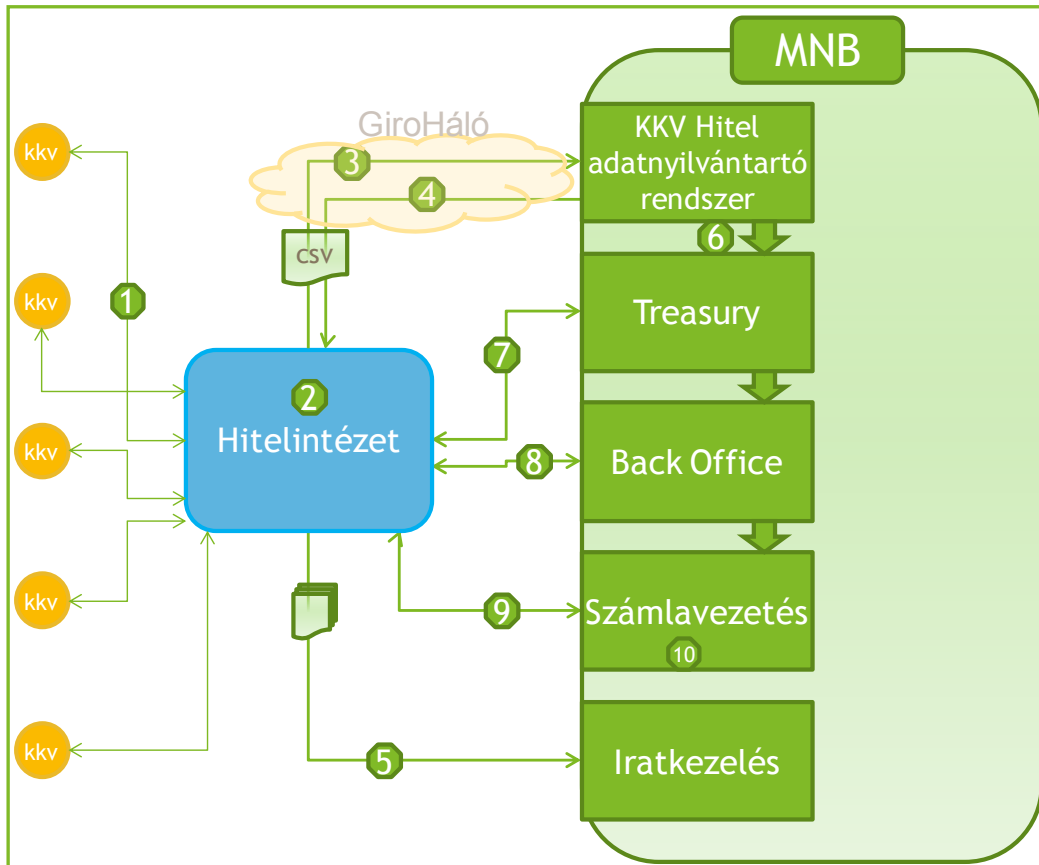 MNB
GiroHáló
KKV Hitel
adatnyilvántartó
rendszer
kkv
3
4
6
CSV
kkv
1
Treasury
7
2
Hitelintézet
kkv
8
Back Office
kkv
9
Számlavezetés
10
kkv
5
Iratkezelés